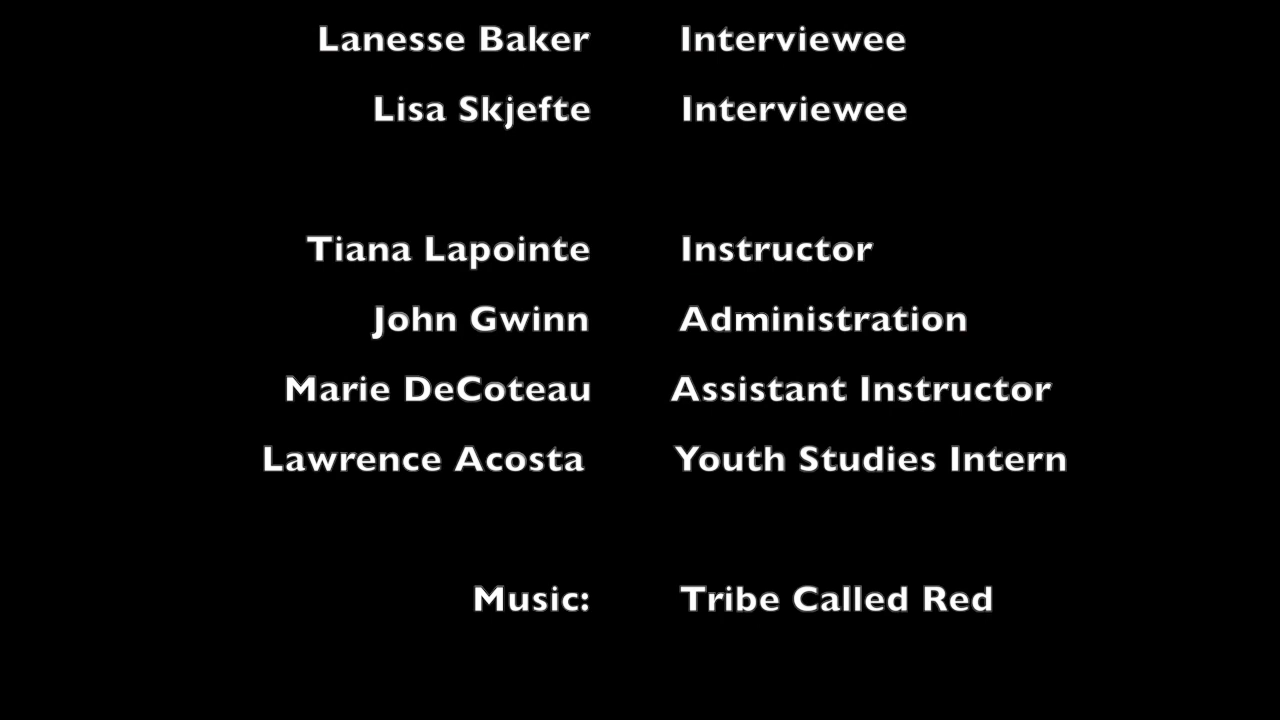 Lanesse Baker Interviewee
Lisa Skjefte Interviewee
Tiana Lapointe Instructor
John Gwinn Administration
Marie DeCoteau Assistant Instructor
Lawrence Acosta Youth Studies Intern
Music: Tribe Called Red